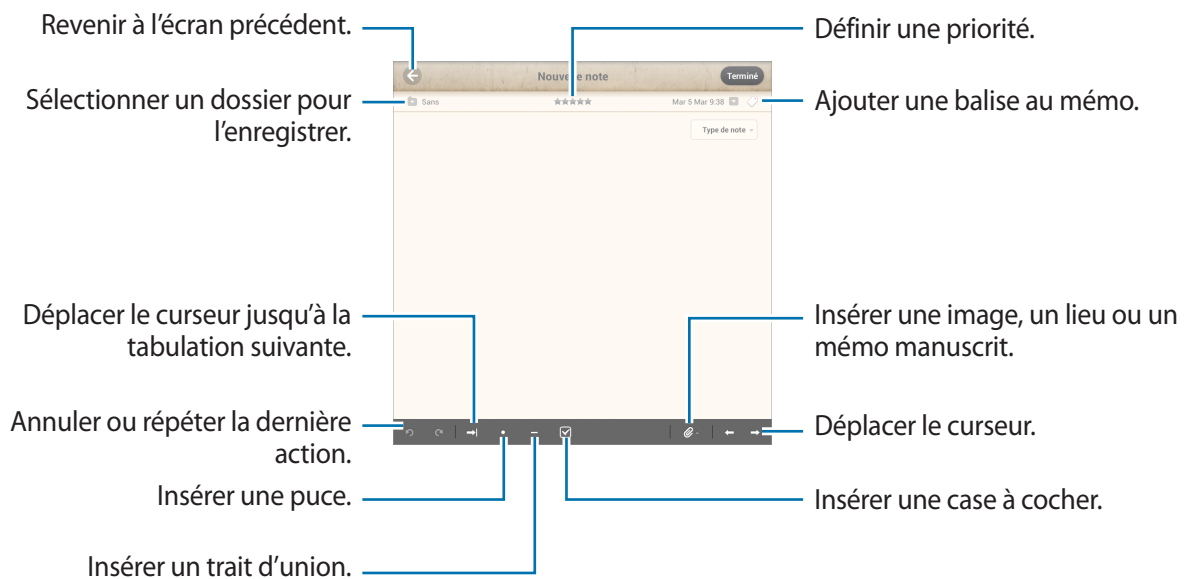 Revenir à l'écran précédent.
Définir une priorité.
Nouvelle note
Terminé
Sélectionner un dossier pour
l'enregistrer.
Sans
Mar 5 Mar 9:38
Ajouter une balise au mémo.
Type de note
Déplacer le curseur jusqu'à la
tabulation suivante.
Insérer une image, un lieu ou un
mémo manuscrit.
Annuler ou répéter la dernière
action.
Déplacer le curseur.
Insérer une puce.
Insérer une case à cocher.
Insérer un trait d'union.